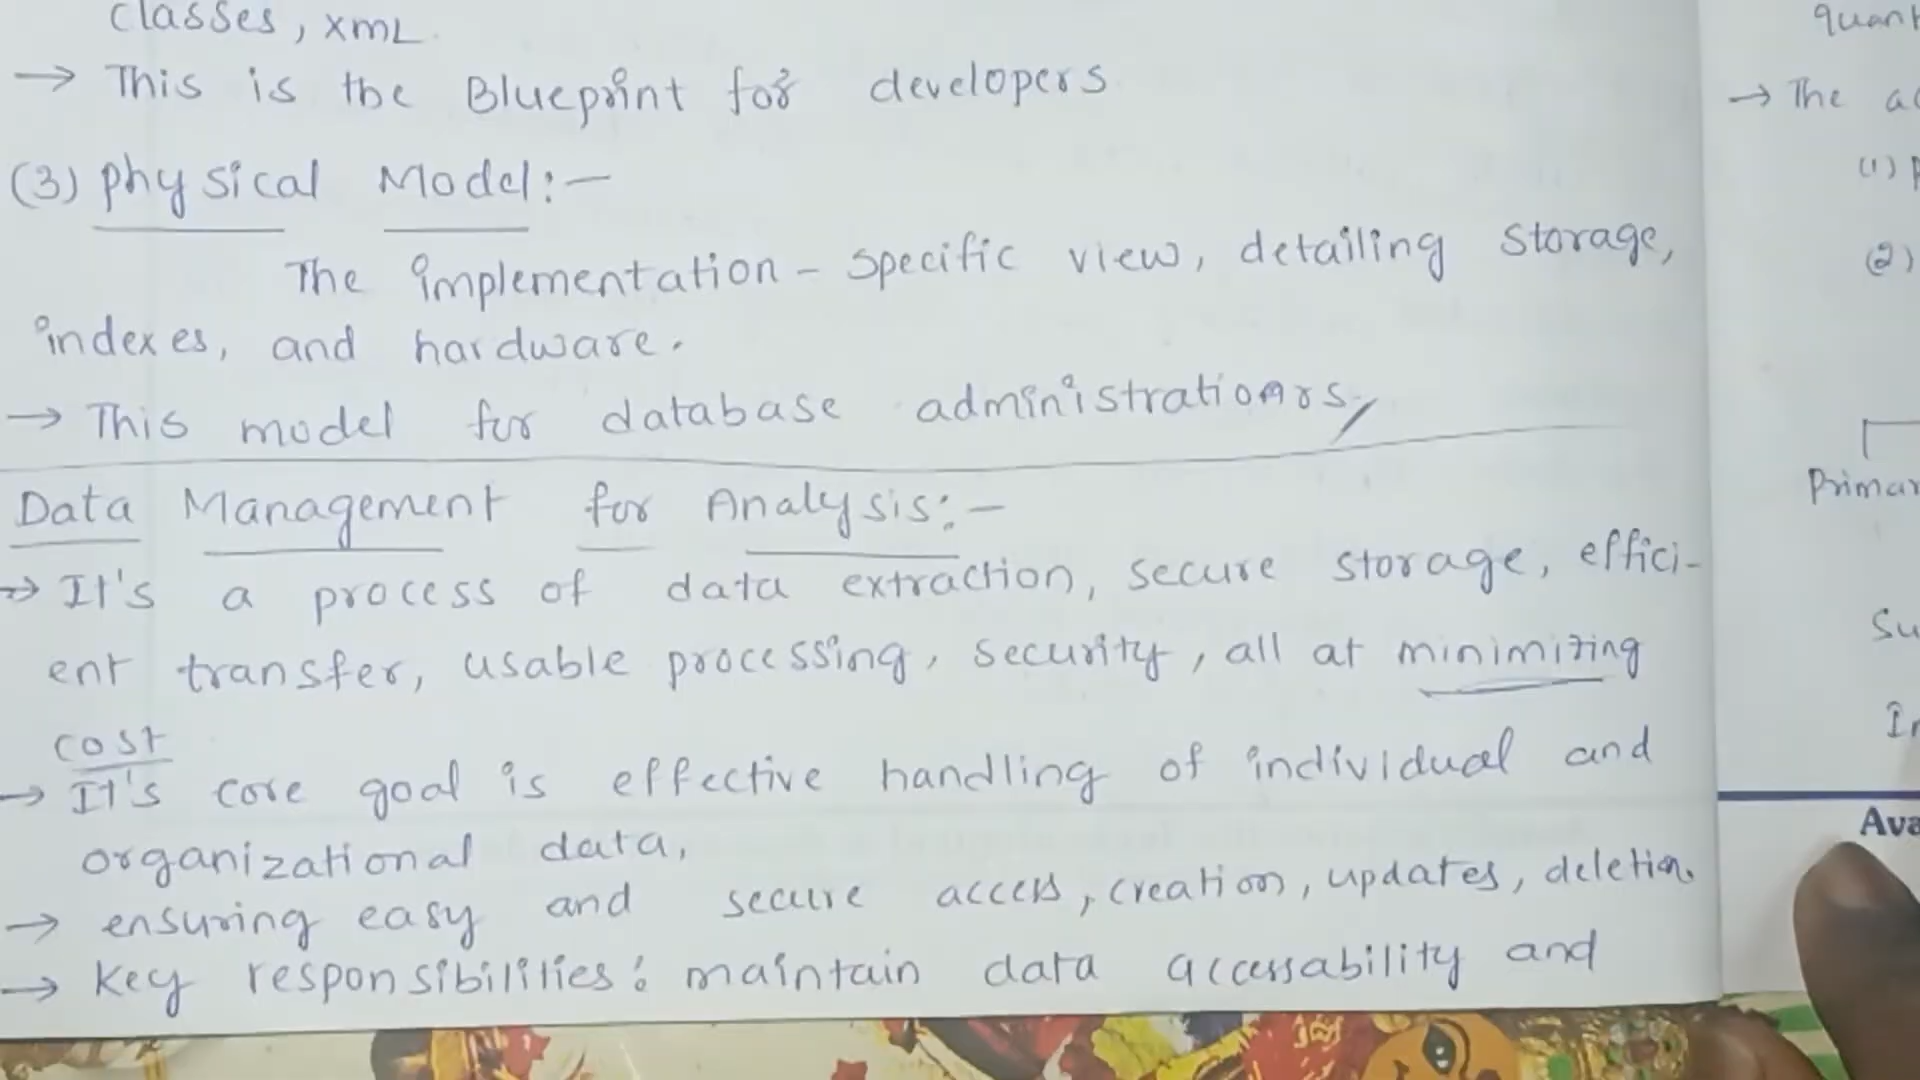 classes, XML
→ This is the Blueprint for developers
(3) physical Model:-
The implementation - specific view, detailing storage,
indexes, and hardware.
→ This model for database administrationrs,
Data Management for Analysis:-
→ It's a process of data extraction, secure storage, effici-
ent transfer, usable processing, security, all at minimizing
cost
→ It's core goal is effective handling of individual and
organizational data,
→ ensuring easy and secure access, creation, updates, deletion.
→ key responsibilities: maintain data accessability and
→ The
(1)
(2)